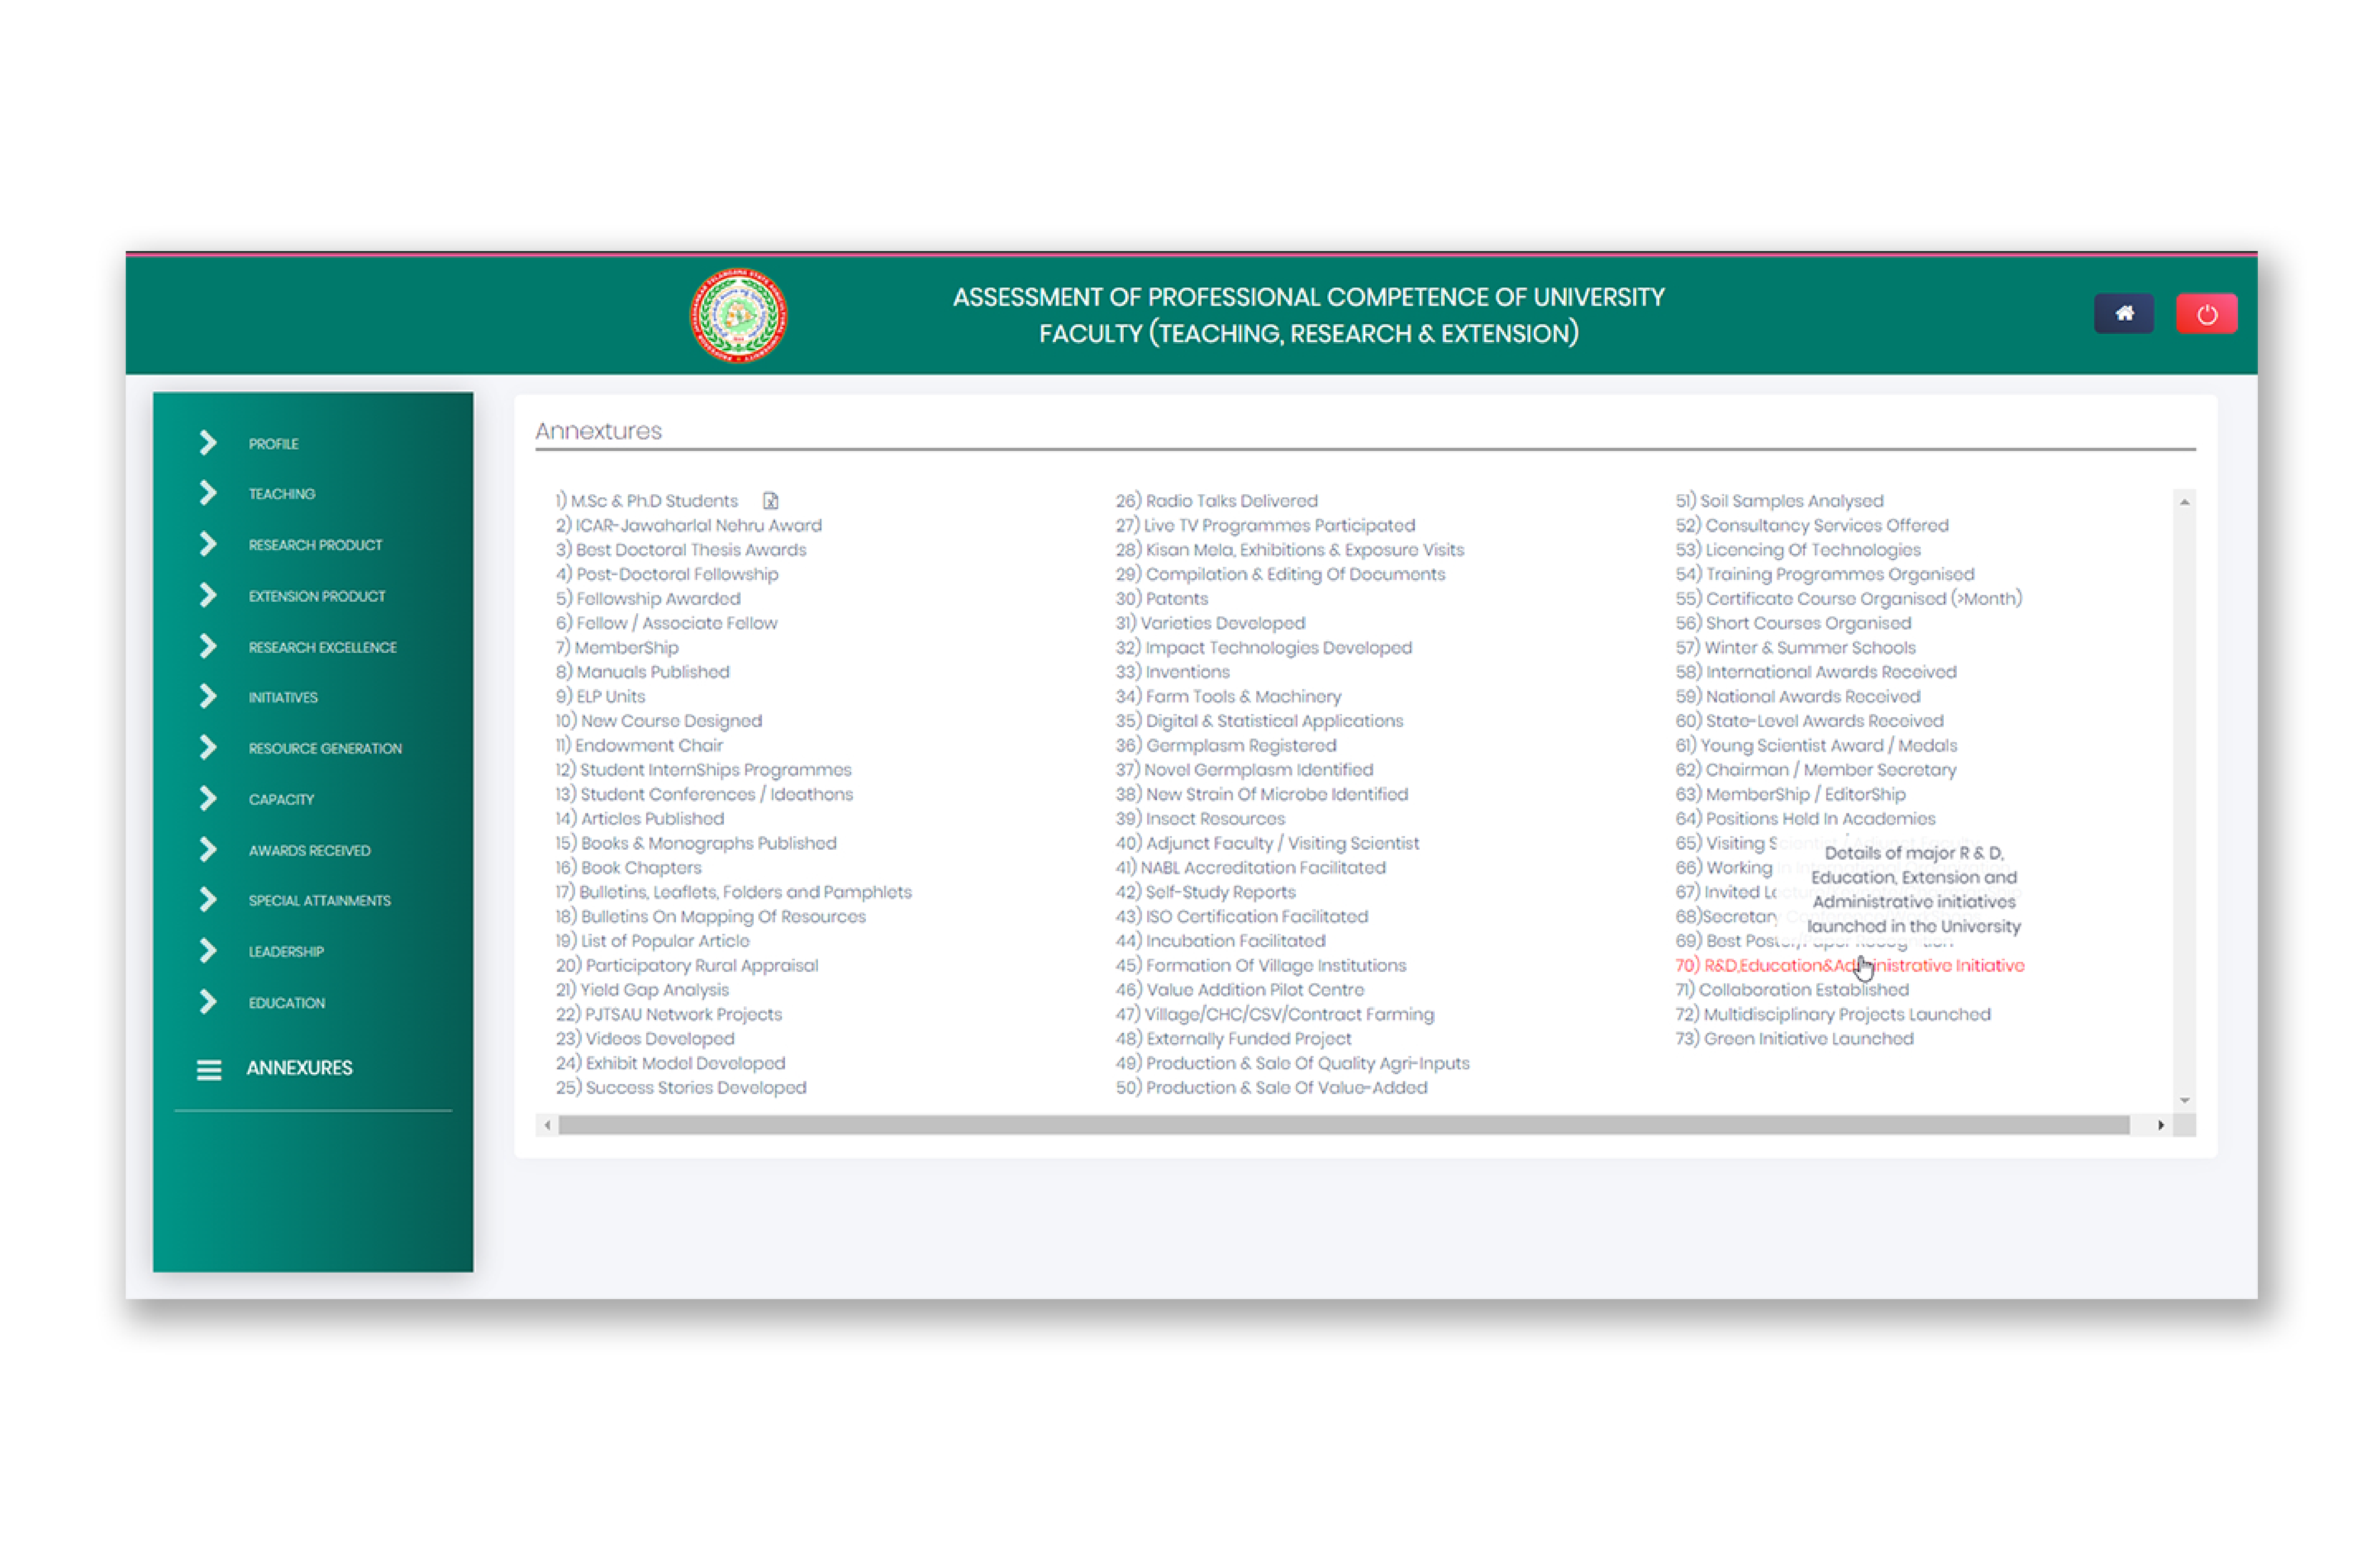 ASSESSMENT OF PROFESSIONAL COMPETENCE OF UNIVERSITY
FACULTY (TEACHING, RESEARCH & EXTENSION)
PROFILE
TEACHING
RESEARCH PRODUCT
EXTENSION PRODUCT
RESEARCH EXCELLENCE
INITIATIVES
RESOURCE GENERATION
CAPACITY
AWARDS RECEIVED
SPECIAL ATTAINMENTS
LEADERSHIP
EDUCATION
ANNEXURES
Annextures
1) M.Sc & Ph.D Students
2) ICAR-Jawaharlal Nehru Award
3) Best Doctoral Thesis Awards
4) Post-Doctoral Fellowship
5) Fellowship Awarded
6) Fellow / Associate Fellow
7) MemberShip
8) Manuals Published
9) ELP Units
10) New Course Designed
11) Endowment Chair
12) Student InternShips Programmes
13) Student Conferences / Ideathons
14) Articles Published
15) Books & Monographs Published
16) Book Chapters
17) Bulletins, Leaflets, Folders and Pamphlets
18) Bulletins On Mapping Of Resources
19) List of Popular Article
20) Participatory Rural Appraisal
21) Yield Gap Analysis
22) PJTSAU Network Projects
23) Videos Developed
24) Exhibit Model Developed
25) Success Stories Developed
26) Radio Talks Delivered
27) Live TV Programmes Participated
28) Kisan Mela, Exhibitions & Exposure Visits
29) Compilation & Editing Of Documents
30) Patents
31) Varieties Developed
32) Impact Technologies Developed
33) Inventions
34) Farm Tools & Machinery
35) Digital & Statistical Applications
36) Germplasm Registered
37) Novel Germplasm Identified
38) New Strain Of Microbe Identified
39) Insect Resources
40) Adjunct Faculty / Visiting Scientist
41) NABL Accreditation Facilitated
42) Self-Study Reports
43) ISO Certification Facilitated
44) Incubation Facilitated
45) Formation Of Village Institutions
46) Value Addition Pilot Centre
47) Village/CHC/CSV/Contract Farming
48) Externally Funded Project
49) Production & Sale Of Quality Agri-Inputs
50) Production & Sale Of Value-Added
51) Soil Samples Analysed
52) Consultancy Services Offered
53) Licencing Of Technologies
54) Training Programmes Organised
55) Certificate Course Organised (>Month)
56) Short Courses Organised
57) Winter & Summer Schools
58) International Awards Received
59) National Awards Received
60) State-Level Awards Received
61) Young Scientist Award / Medals
62) Chairman / Member Secretary
63) MemberShip / EditorShip
64) Positions Held In Academies
65) Visiting
66) Working
67) Invited
68)Secretary
69) Best
Details of major R & D,
Education, Extension and
Administrative initiatives
launched in the University
70) R&D,Education&Administrative Initiative
71) Collaboration Established
72) Multidisciplinary Projects Launched
73) Green Initiative Launched